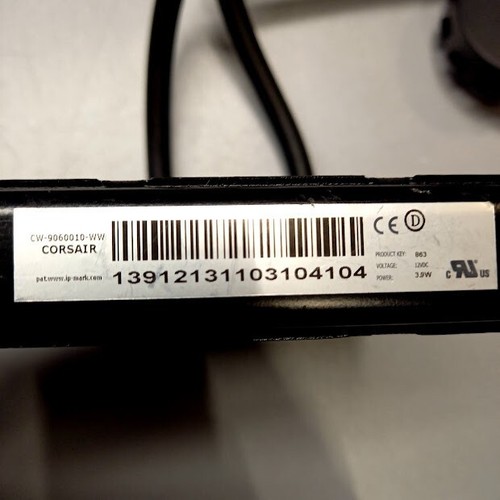 CW-9060010-WW
CORSAIR
pat.www.ip-mark.com
13912131103104104
CE D
PRODUCT KEY: 863
VOLTAGE: 12VDC
POWER: 3.9W
c RU US